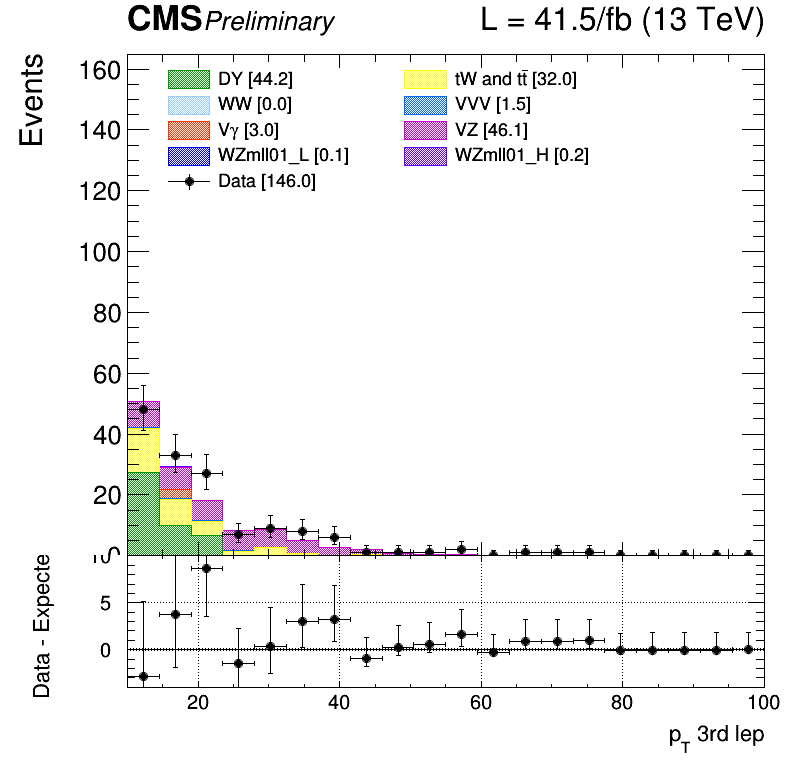 CMS Preliminary L = 41.5/fb (13 TeV)
Events
160
140
120
100
80
60
40
20
DY [44.2]
tW and tt̄ [32.0]
WW [0.0]
VVV [1.5]
Vγ [3.0]
VZ [46.1]
WZmll01_L [0.1]
WZmll01_H [0.2]
Data [146.0]
Data - Expecte
10
5
0
20 40 60 80 100
p_T 3rd lep